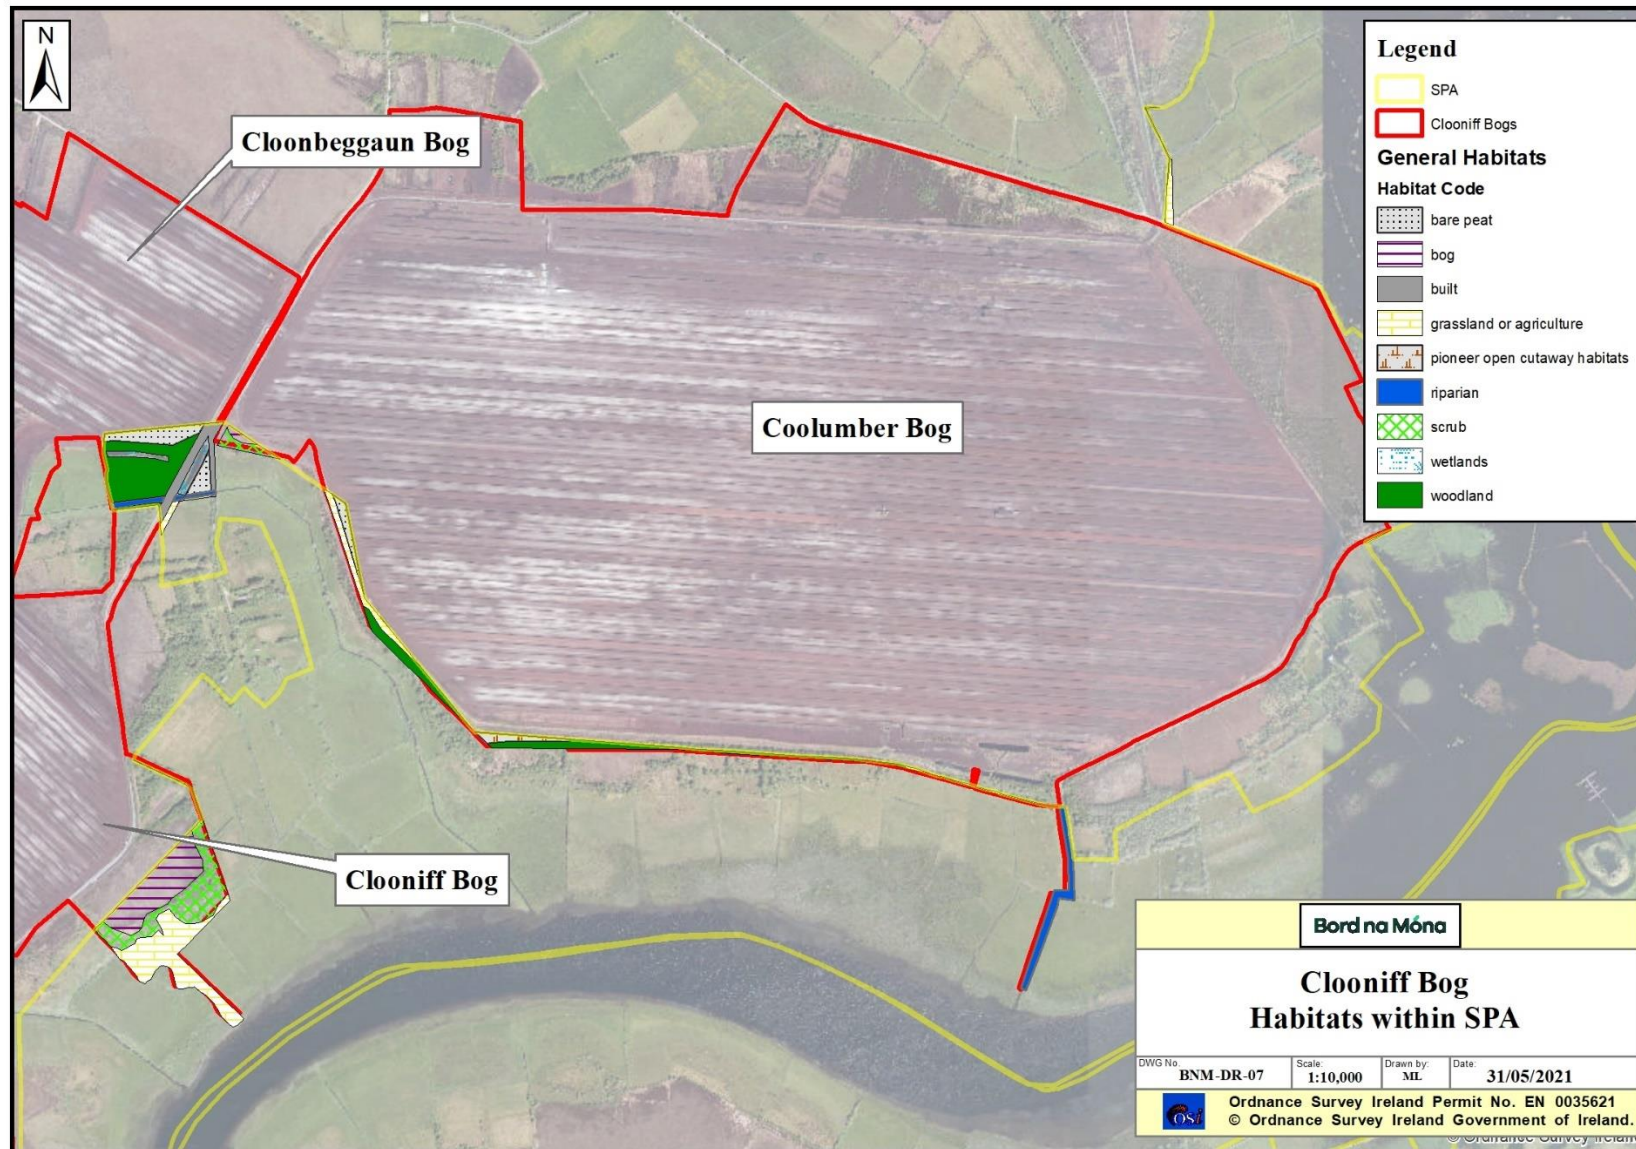 N
Cloonbeggaun Bog
Coolumber Bog
Clooniff Bog
Legend
SPA
Clooniff Bogs
General Habitats
Habitat Code
bare peat
bog
built
grassland or agriculture
pioneer open cutaway habitats
riparian
scrub
wetlands
woodland
Bord na Móna
Clooniff Bog
Habitats within SPA
DWG No. BNM-DR-07
Scale: 1:10,000
Drawn by: ML
Date: 31/05/2021
OSi
Ordnance Survey Ireland Permit No. EN 0035621
© Ordnance Survey Ireland Government of Ireland.
© Ordnance Survey Ireland